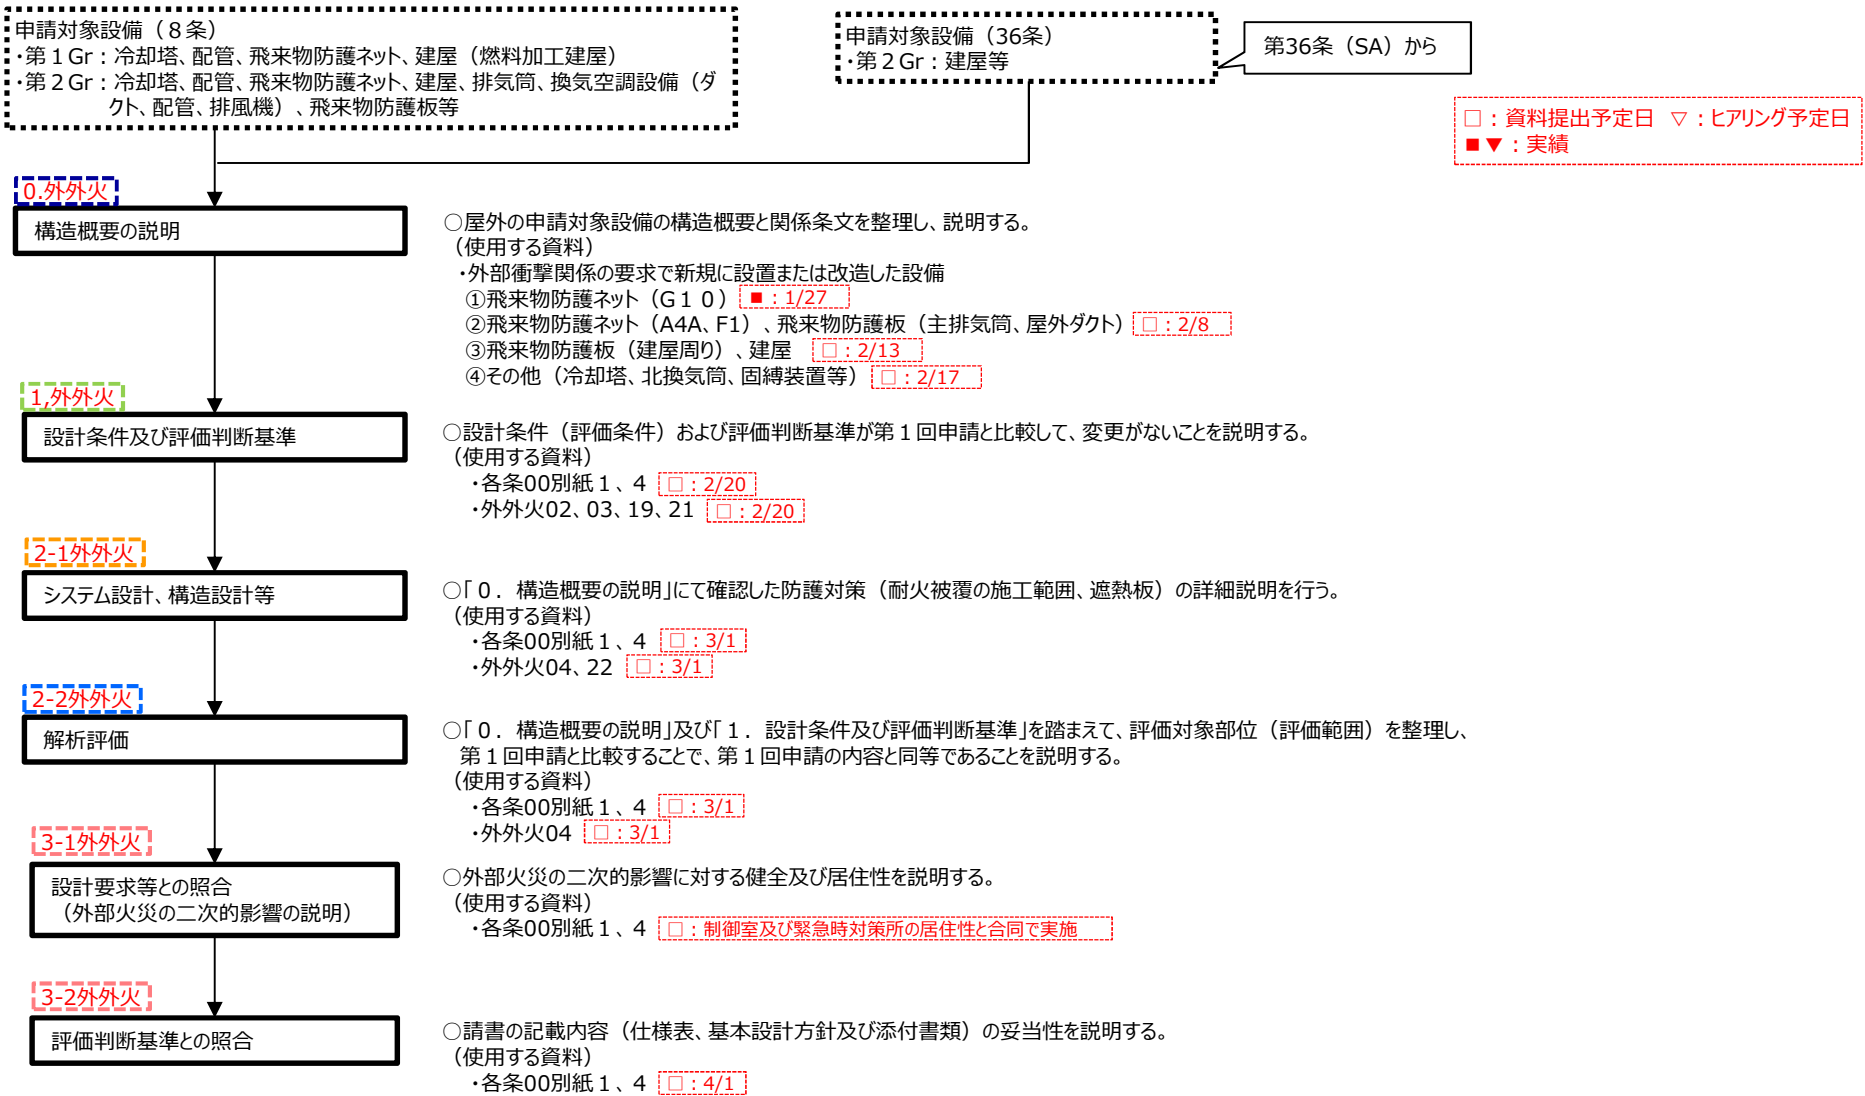 申請対象設備（８条）
・第１Gr：冷却塔、配管、飛来物防護ネット、建屋（燃料加工建屋）
・第２Gr：冷却塔、配管、飛来物防護ネット、建屋、排気筒、換気空調設備（ダ
クト、配管、排風機）、飛来物防護板等
申請対象設備（36条）
・第２Gr：建屋等
第36条（SA）から
□：資料提出予定日　▽：ヒアリング予定日
■▼：実績
0.外外火
構造概要の説明
○屋外の申請対象設備の構造概要と関係条文を整理し、説明する。
（使用する資料）
・外部衝撃関係の要求で新規に設置または改造した設備
①飛来物防護ネット（G１０） ■：1/27
②飛来物防護ネット（A4A、F1）、飛来物防護板（主排気筒、屋外ダクト） □：2/8
③飛来物防護板（建屋周り）、建屋 □：2/13
④その他（冷却塔、北換気筒、固縛装置等） □：2/17
1,外外火
設計条件及び評価判断基準
○設計条件（評価条件）および評価判断基準が第１回申請と比較して、変更がないことを説明する。
（使用する資料）
・各条00別紙１、４ □：2/20
・外外火02、03、19、21 □：2/20
2-1外外火
システム設計、構造設計等
○「０．構造概要の説明」にて確認した防護対策（耐火被覆の施工範囲、遮熱板）の詳細説明を行う。
（使用する資料）
・各条00別紙１、４ □：3/1
・外外火04、22 □：3/1
2-2外外火
解析評価
○「０．構造概要の説明」及び「１．設計条件及び評価判断基準」を踏まえて、評価対象部位（評価範囲）を整理し、
第１回申請と比較することで、第１回申請の内容と同等であることを説明する。
（使用する資料）
・各条00別紙１、４ □：3/1
・外外火04 □：3/1
3-1外外火
設計要求等との照合
（外部火災の二次的影響の説明）
○外部火災の二次的影響に対する健全及び居住性を説明する。
（使用する資料）
・各条00別紙１、４ □：制御室及び緊急時対策所の居住性と合同で実施
3-2外外火
評価判断基準との照合
○請書の記載内容（仕様表、基本設計方針及び添付書類）の妥当性を説明する。
（使用する資料）
・各条00別紙１、４ □：4/1